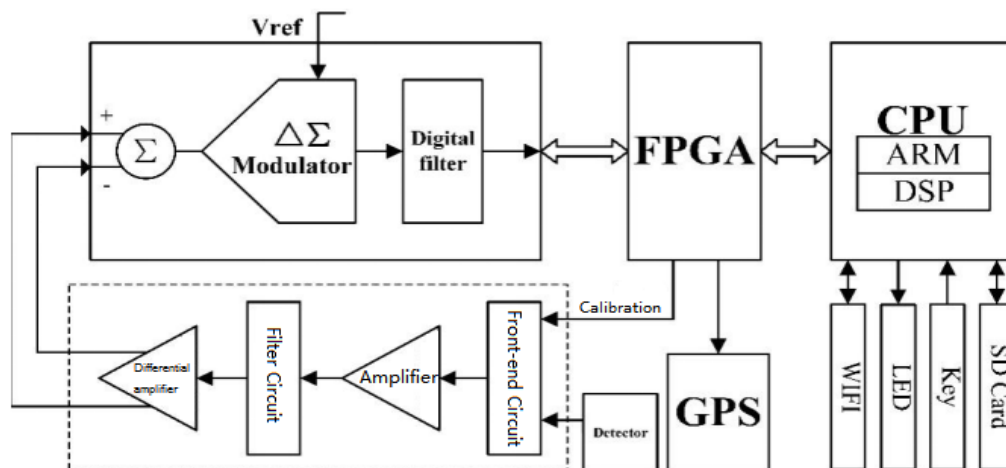 Vref
+
Σ
-
ΔΣ
Modulator
Digital
filter
FPGA
CPU
ARM
DSP
Calibration
Differential
amplifier
Filter Circuit
Amplifier
Front-end Circuit
Detector
GPS
WIFI
LED
Key
SD Card